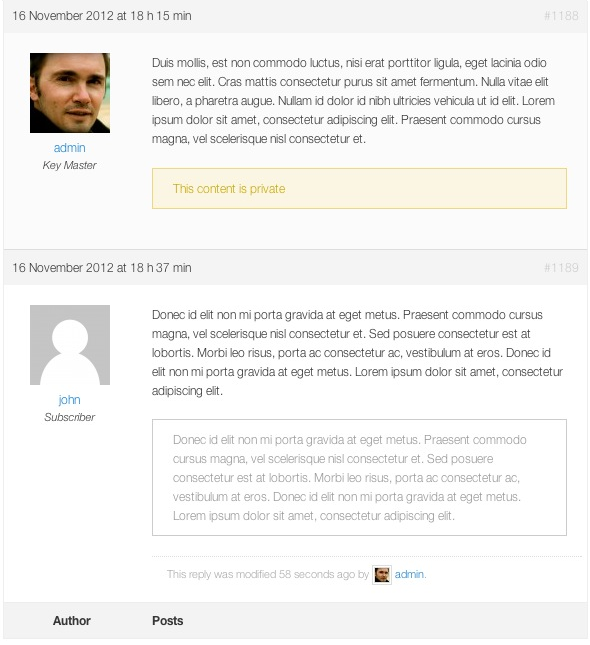 16 November 2012 at 18 h 15 min #1188
admin
Key Master
Duis mollis, est non commodo luctus, nisi erat porttitor ligula, eget lacinia odio
sem nec elit. Cras mattis consectetur purus sit amet fermentum. Nulla vitae elit
libero, a pharetra augue. Nullam id dolor id nibh ultricies vehicula ut id elit. Lorem
ipsum dolor sit amet, consectetur adipiscing elit. Praesent commodo cursus
magna, vel scelerisque nisl consectetur et.
This content is private
16 November 2012 at 18 h 37 min #1189
john
Subscriber
Donec id elit non mi porta gravida at eget metus. Praesent commodo cursus
magna, vel scelerisque nisl consectetur et. Sed posuere consectetur est at
lobortis. Morbi leo risus, porta ac consectetur ac, vestibulum at eros. Donec id
elit non mi porta gravida at eget metus. Lorem ipsum dolor sit amet, consectetur
adipiscing elit.
Donec id elit non mi porta gravida at eget metus. Praesent commodo
cursus magna, vel scelerisque nisl consectetur et. Sed posuere
consectetur est at lobortis. Morbi leo risus, porta ac consectetur ac,
vestibulum at eros. Donec id elit non mi porta gravida at eget metus.
Lorem ipsum dolor sit amet, consectetur adipiscing elit.
This reply was modified 58 seconds ago by admin.
Author Posts